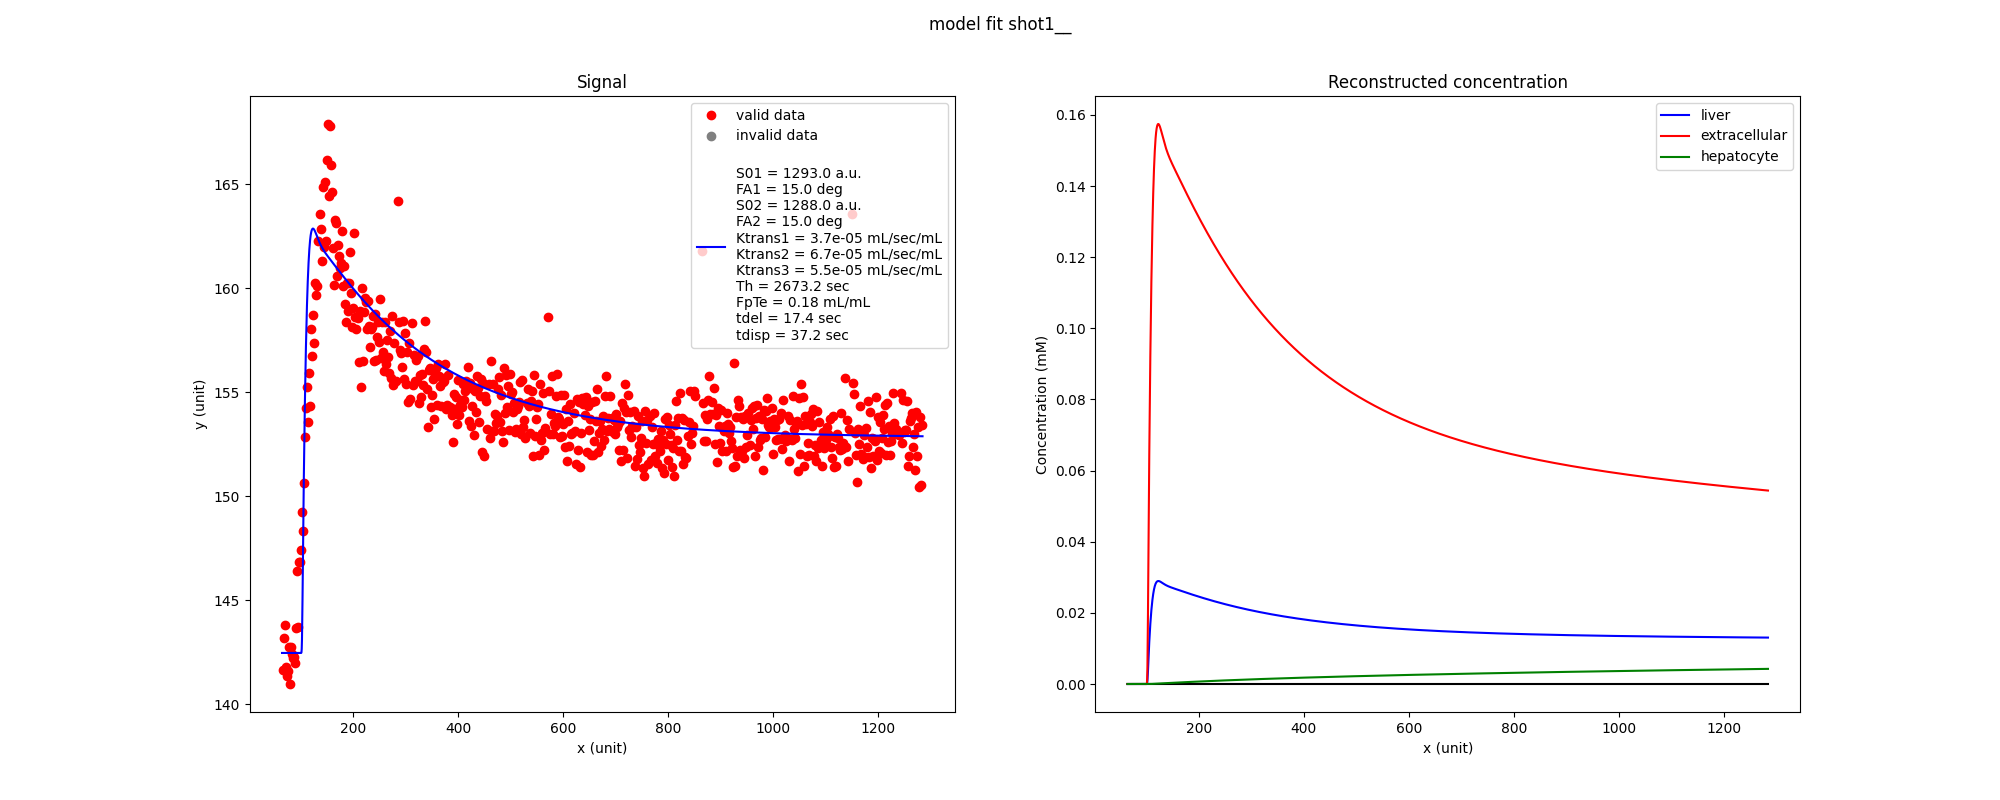 model fit shot1__
Signal
Reconstructed concentration
valid data
invalid data
S01 = 1293.0 a.u.
FA1 = 15.0 deg
S02 = 1288.0 a.u.
FA2 = 15.0 deg
Ktrans1 = 3.7e-05 mL/sec/mL
Ktrans2 = 6.7e-05 mL/sec/mL
Ktrans3 = 5.5e-05 mL/sec/mL
Th = 2673.2 sec
FpTe = 0.18 mL/mL
tdel = 17.4 sec
tdisp = 37.2 sec
y (unit)
165
160
155
150
145
140
200 400 600 800 1000 1200
x (unit)
liver
extracellular
hepatocyte
Concentration (mM)
0.16
0.14
0.12
0.10
0.08
0.06
0.04
0.02
0.00
200 400 600 800 1000 1200
x (unit)